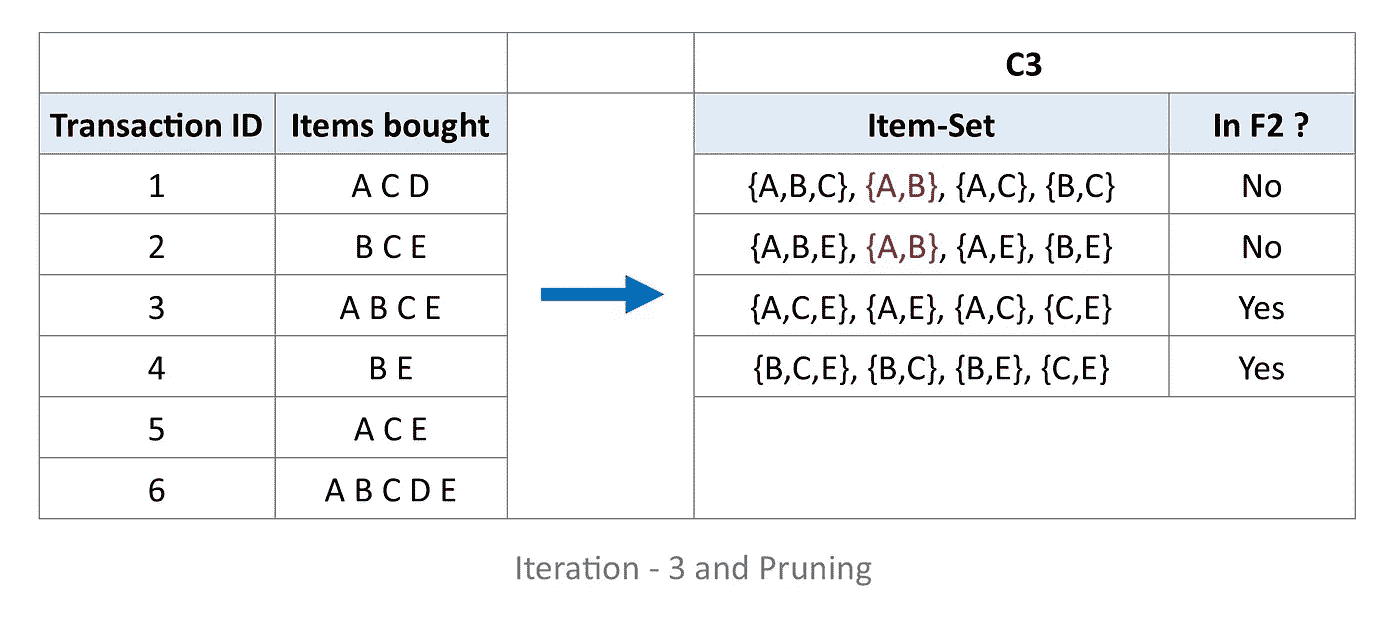 C3
Transaction ID Items bought Item-Set In F2 ?
1 A C D {A,B,C}, {A,B}, {A,C}, {B,C} No
2 B C E {A,B,E}, {A,B}, {A,E}, {B,E} No
3 A B C E {A,C,E}, {A,E}, {A,C}, {C,E} Yes
4 B E {B,C,E}, {B,C}, {B,E}, {C,E} Yes
5 A C E
6 A B C D E
Iteration - 3 and Pruning